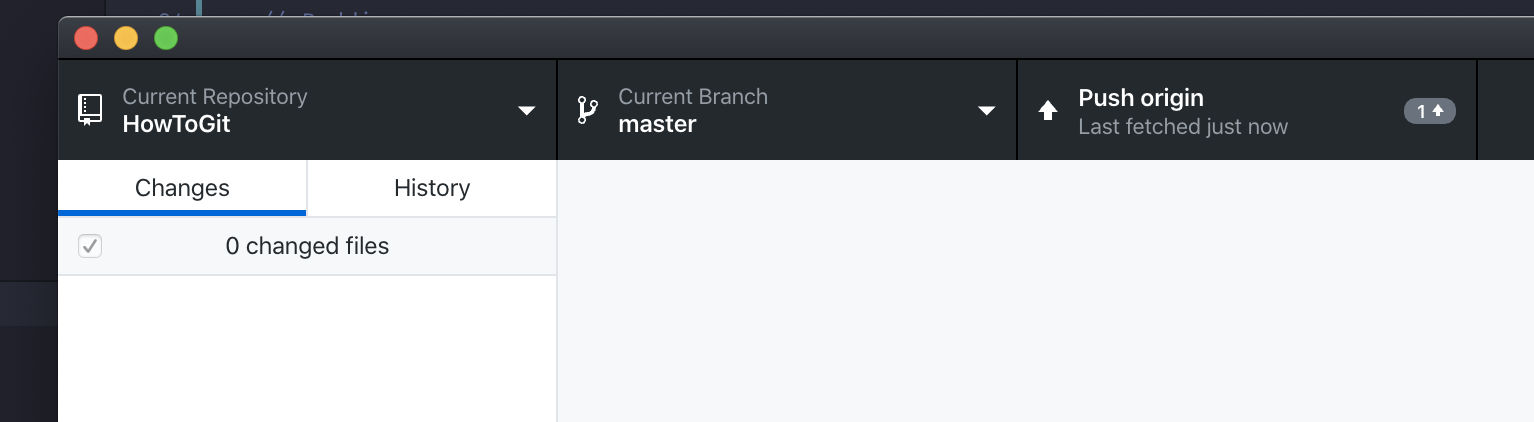 Current Repository
HowToGit
Current Branch
master
Push origin
Last fetched just now
1
Changes
History
0 changed files